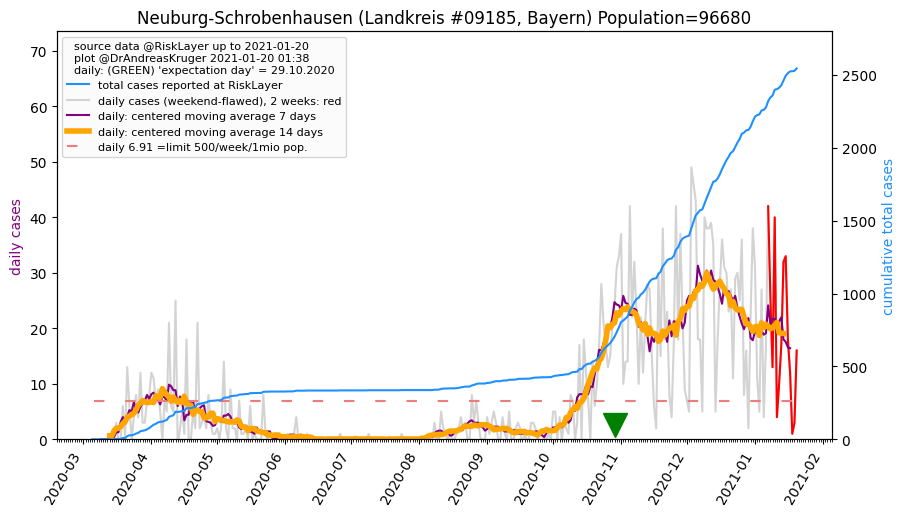 Neuburg-Schrobenhausen (Landkreis #09185, Bayern) Population=96680
source data @RiskLayer up to 2021-01-20
plot @DrAndreasKruger 2021-01-20 01:38
daily: (GREEN) 'expectation day' = 29.10.2020
total cases reported at RiskLayer
daily cases (weekend-flawed), 2 weeks: red
daily: centered moving average 7 days
daily: centered moving average 14 days
daily 6.91 =limit 500/week/1mio pop.
daily cases
70
60
50
40
30
20
10
0
cumulative total cases
2500
2000
1500
1000
500
0
2020-03
2020-04
2020-05
2020-06
2020-07
2020-08
2020-09
2020-10
2020-11
2020-12
2021-01
2021-02